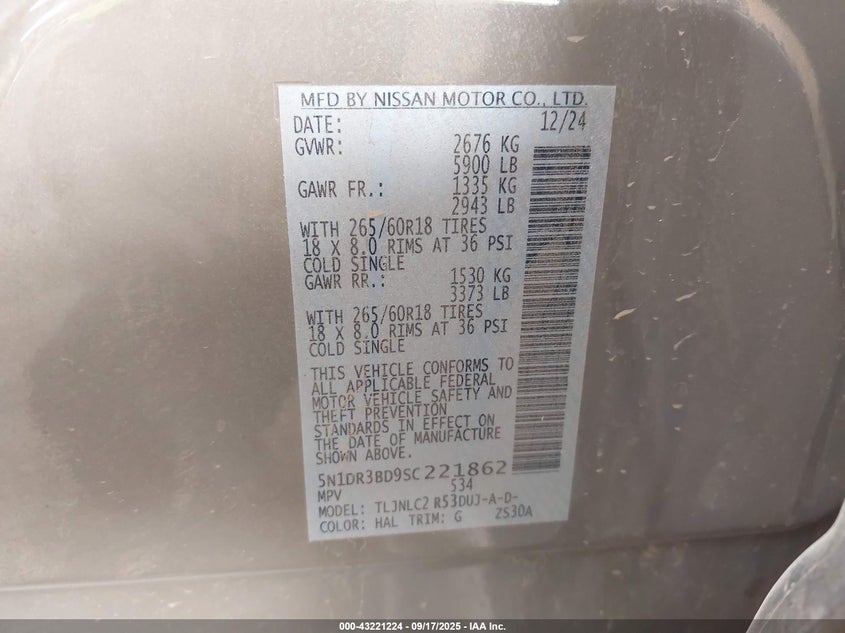 MFD BY NISSAN MOTOR CO., LTD.
DATE: 12/24
GVWR: 2676 KG
5900 LB
GAWR FR.: 1335 KG
2943 LB
WITH 265/60R18 TIRES
18 X 8.0 RIMS AT 36 PSI
COLD SINGLE
GAWR RR.: 1530 KG
3373 LB
WITH 265/60R18 TIRES
18 X 8.0 RIMS AT 36 PSI
COLD SINGLE
THIS VEHICLE CONFORMS TO
ALL APPLICABLE FEDERAL
MOTOR VEHICLE SAFETY AND
THEFT PREVENTION
STANDARDS IN EFFECT ON
THE DATE OF MANUFACTURE
SHOWN ABOVE.
5N1DR3BD9SC221862
MPV 534
MODEL: TLJNLC2 R53DUJ-A-D-
COLOR: HAL TRIM: G ZS30A
000-43221224 - 09/17/2025 - IAA Inc.